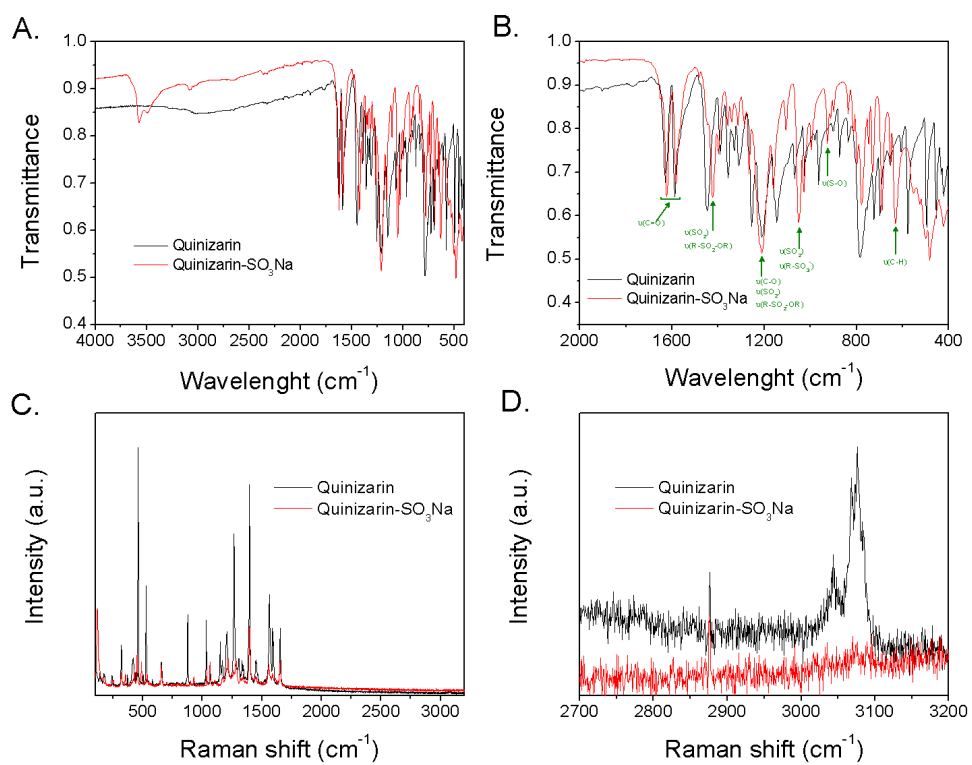 A.
1.0
0.9
0.8
0.7
0.6
0.5
0.4
Transmittance
Quinizarin
Quinizarin-SO₃Na
4000 3500 3000 2500 2000 1500 1000 500
Wavelenght (cm⁻¹)
B.
1.0
0.9
0.8
0.7
0.6
0.5
0.4
Transmittance
υ(C=O)
υ(SO₂)
υ(R-SO₂-OR)
υ(C-O)
υ(SO₂)
υ(R-SO₂-OR)
υ(SO₂)
υ(R-SO₃⁻)
υ(S-O)
υ(C-H)
Quinizarin
Quinizarin-SO₃Na
2000 1600 1200 800 400
Wavelenght (cm⁻¹)
C.
Intensity (a.u.)
Quinizarin
Quinizarin-SO₃Na
500 1000 1500 2000 2500 3000
Raman shift (cm⁻¹)
D.
Intensity (a.u.)
Quinizarin
Quinizarin-SO₃Na
2700 2800 2900 3000 3100 3200
Raman shift (cm⁻¹)